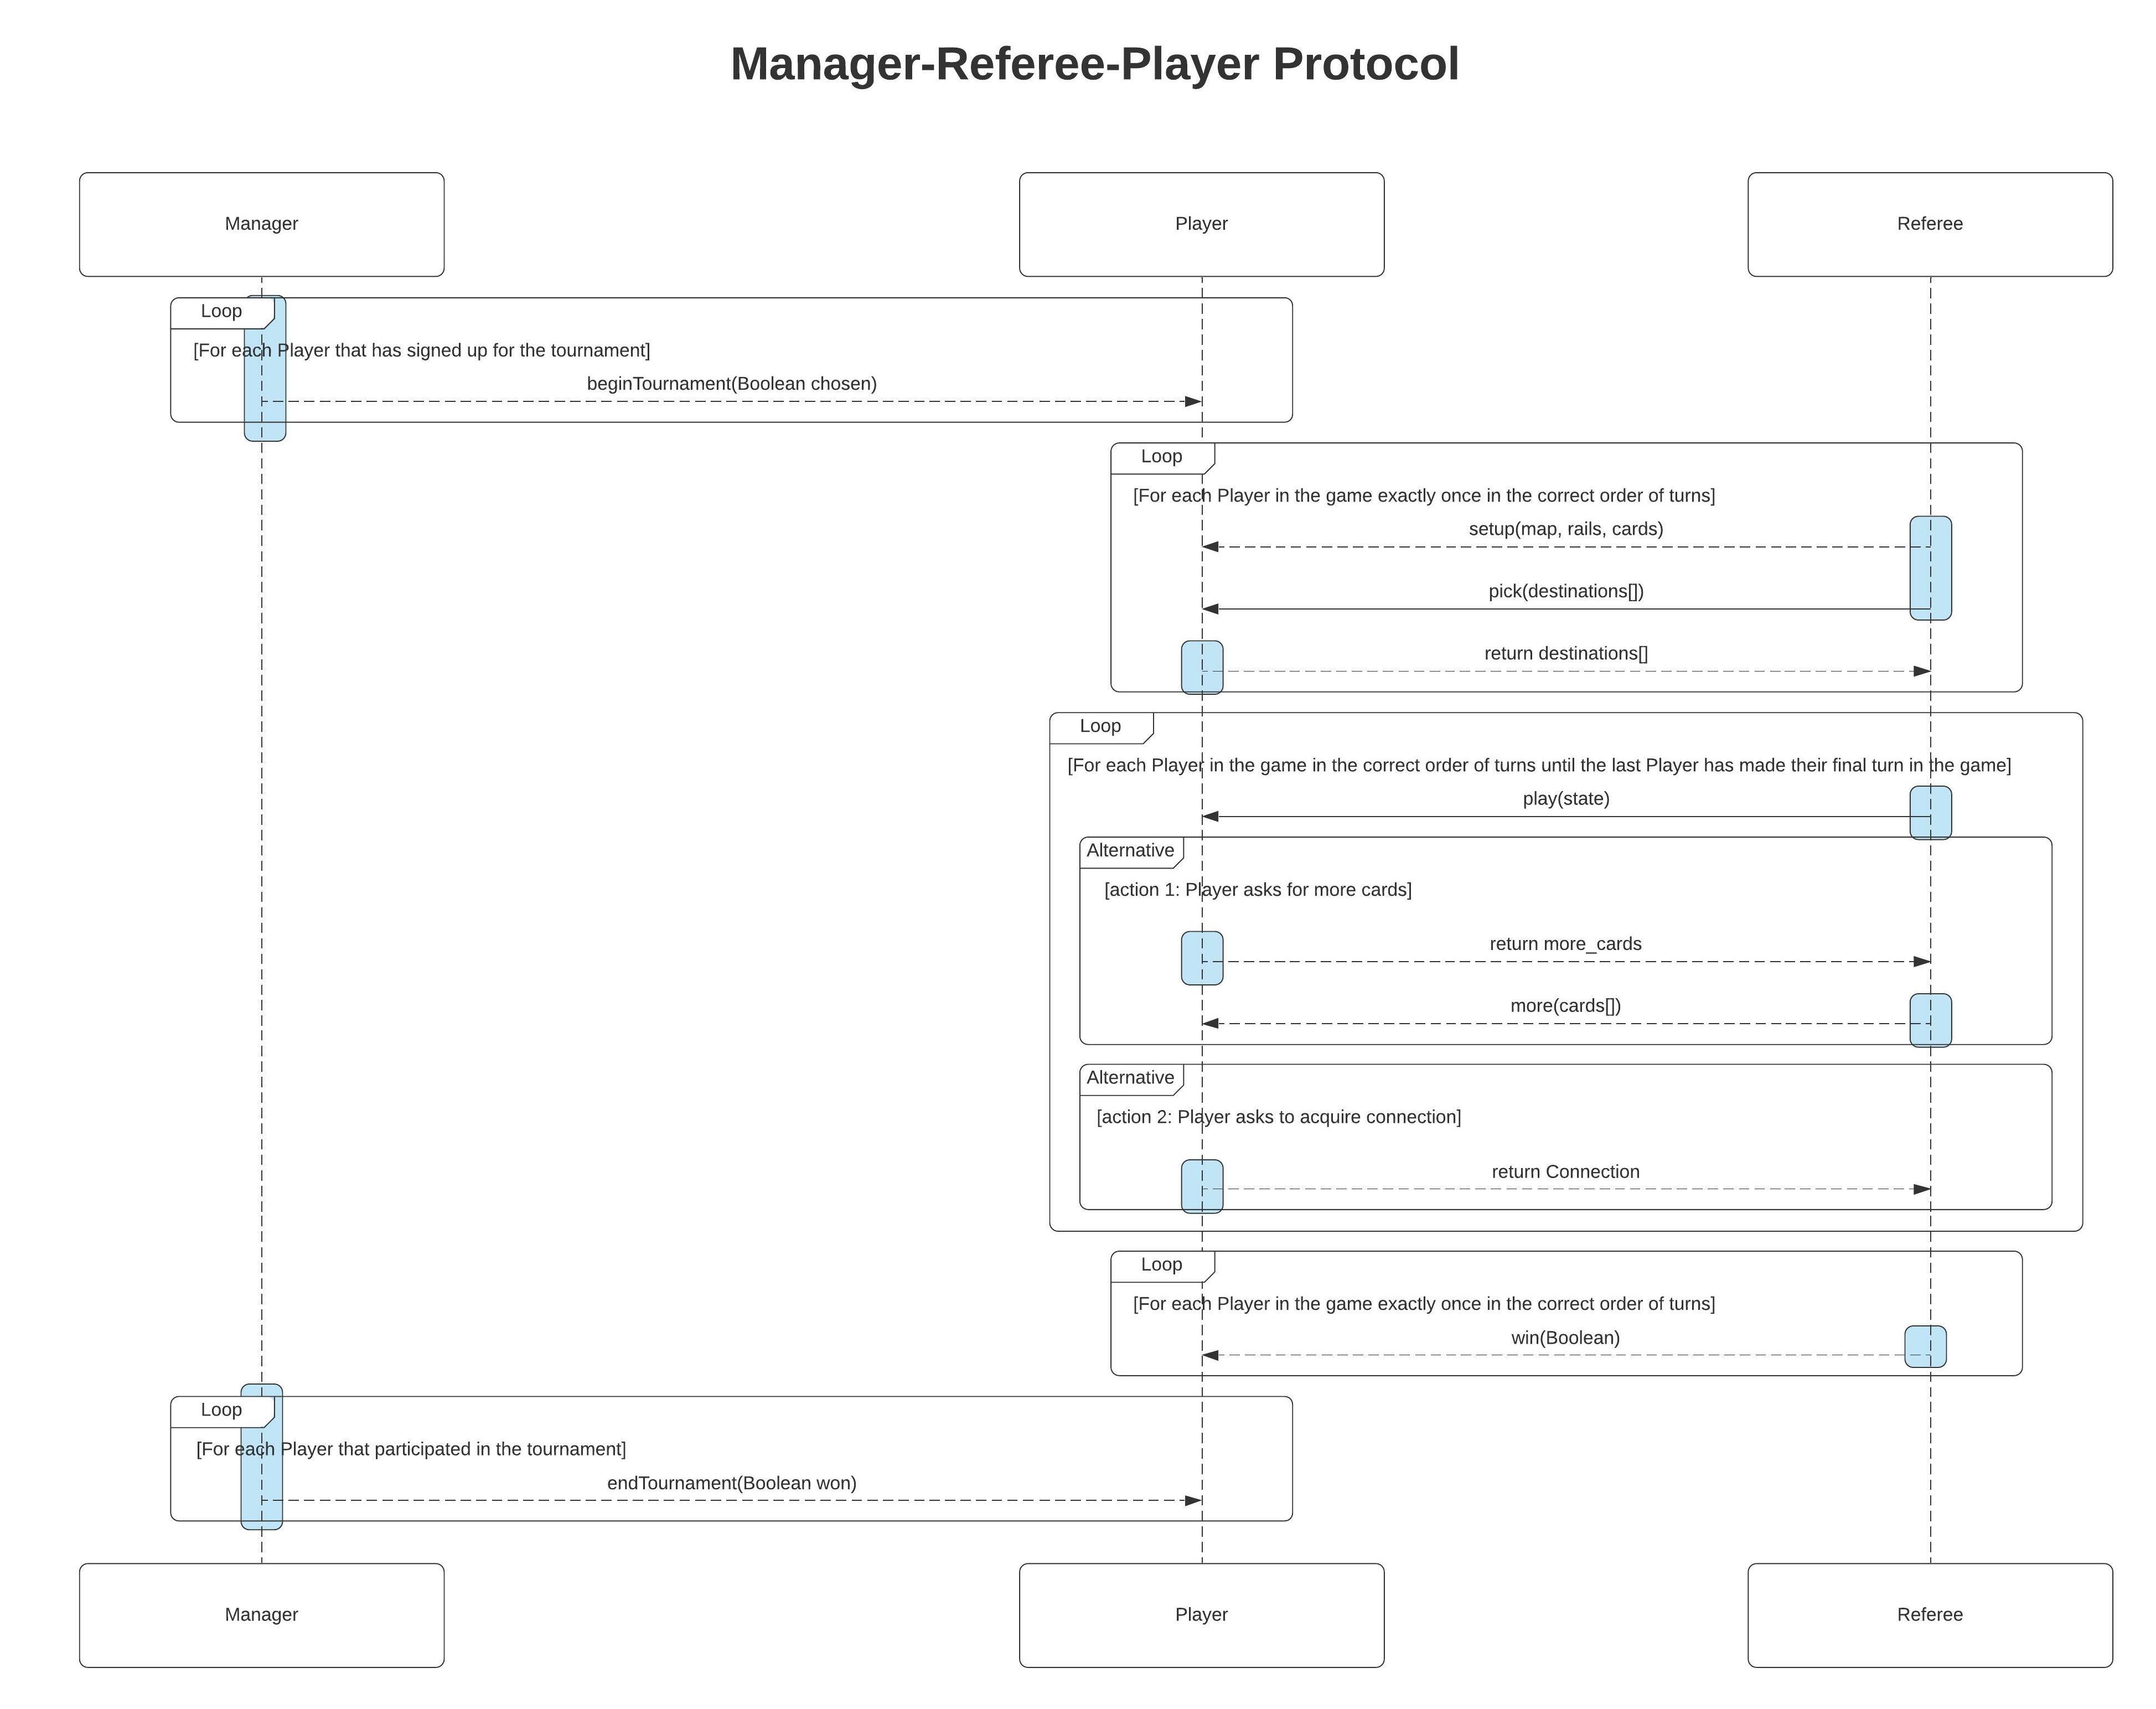 Manager-Referee-Player Protocol
Manager
Player
Referee
Loop
[For each Player that has signed up for the tournament]
beginTournament(Boolean chosen)
Loop
[For each Player in the game exactly once in the correct order of turns]
setup(map, rails, cards)
pick(destinations[])
return destinations[]
Loop
[For each Player in the game in the correct order of turns until the last Player has made their final turn in the game]
play(state)
Alternative
[action 1: Player asks for more cards]
return more_cards
more(cards[])
Alternative
[action 2: Player asks to acquire connection]
return Connection
Loop
[For each Player in the game exactly once in the correct order of turns]
win(Boolean)
Loop
[For each Player that participated in the tournament]
endTournament(Boolean won)
Manager
Player
Referee